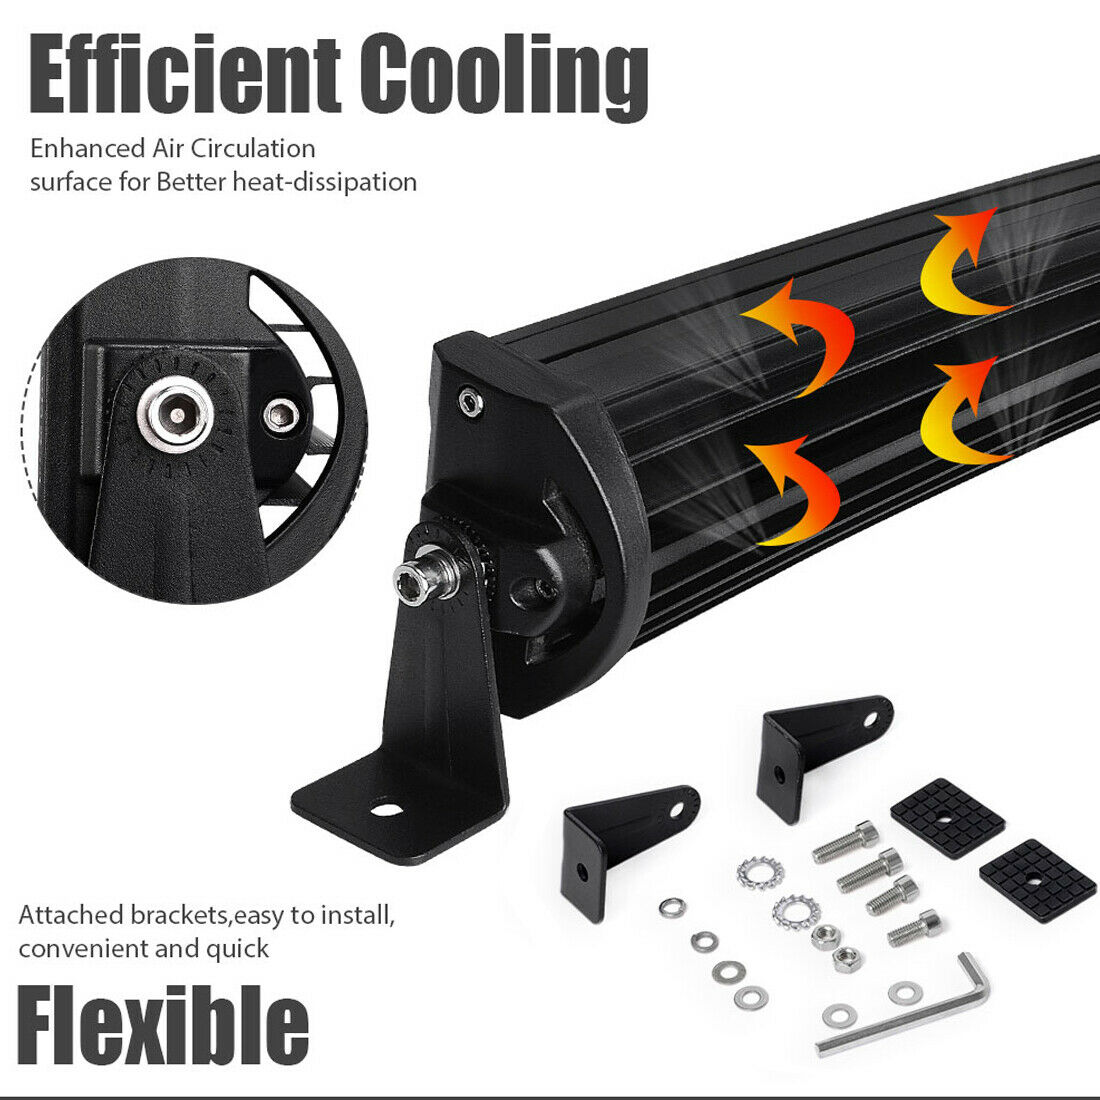 Efficient Cooling
Enhanced Air Circulation
surface for Better heat-dissipation
Attached brackets,easy to install,
convenient and quick
Flexible